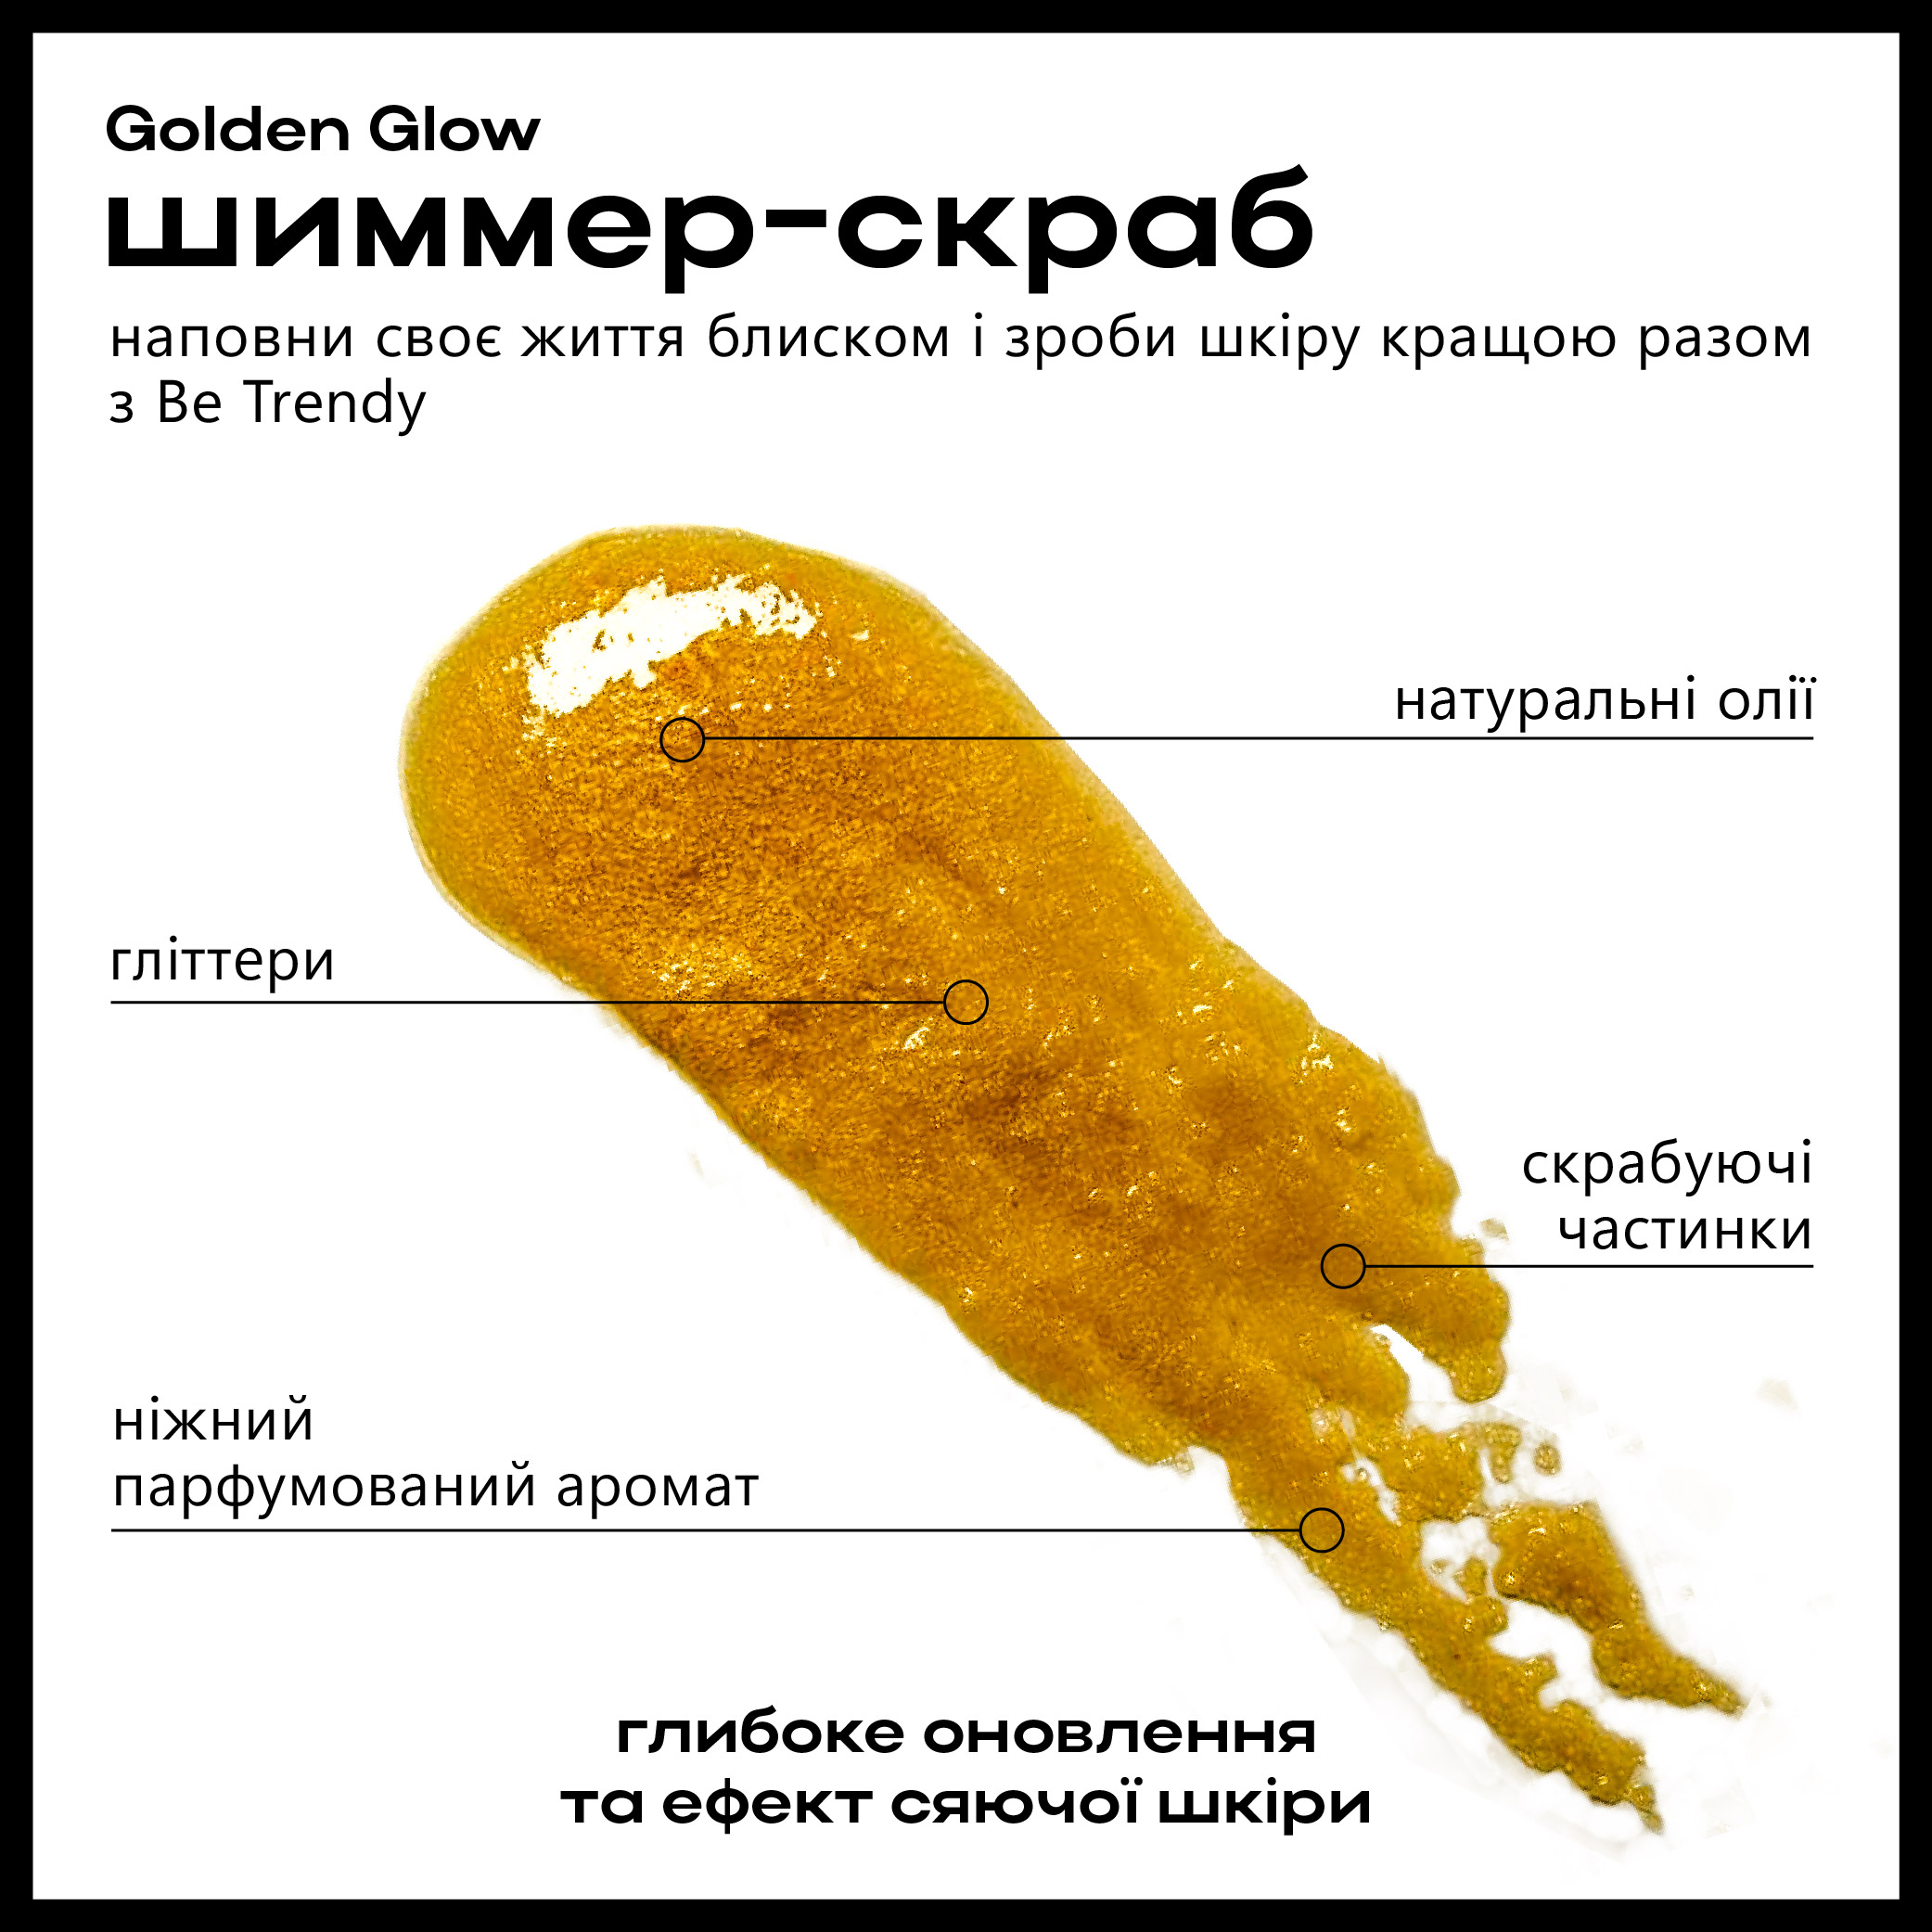 Golden Glow
шиммер-скраб
наповни своє життя блиском і зроби шкіру кращою разом
з Be Trendy
натуральні олії
гліттери
скрабуючі
частинки
ніжний
парфумований аромат
глибоке оновлення
та ефект сяючої шкіри